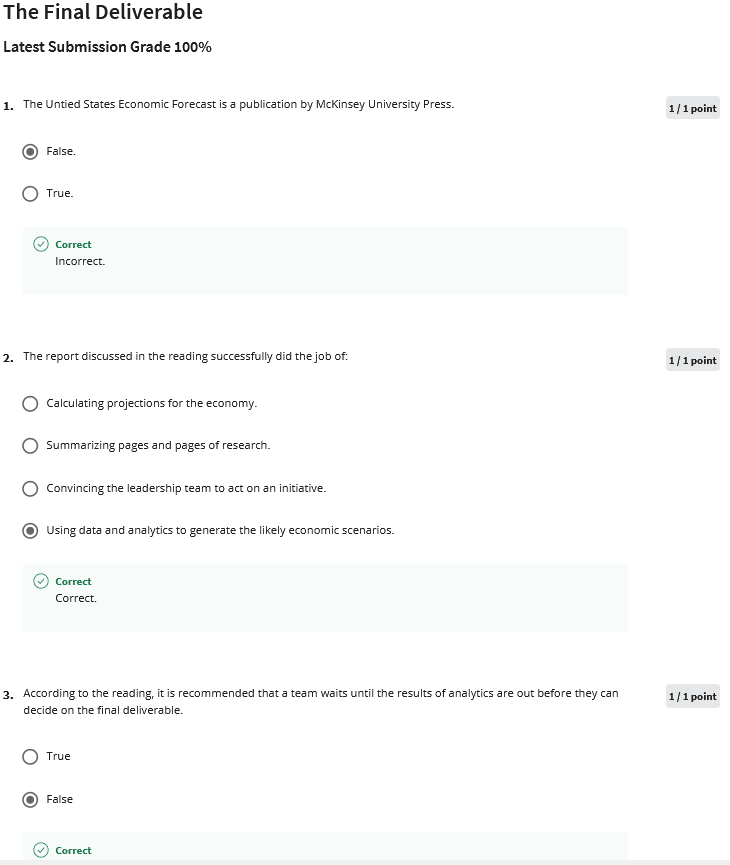 The Final Deliverable
Latest Submission Grade 100%
1. The Untied States Economic Forecast is a publication by McKinsey University Press.
1 / 1 point
False.
True.
Correct
Incorrect.
2. The report discussed in the reading successfully did the job of:
1 / 1 point
Calculating projections for the economy.
Summarizing pages and pages of research.
Convincing the leadership team to act on an initiative.
Using data and analytics to generate the likely economic scenarios.
Correct
Correct.
3. According to the reading, it is recommended that a team waits until the results of analytics are out before they can
decide on the final deliverable.
1 / 1 point
True
False
Correct